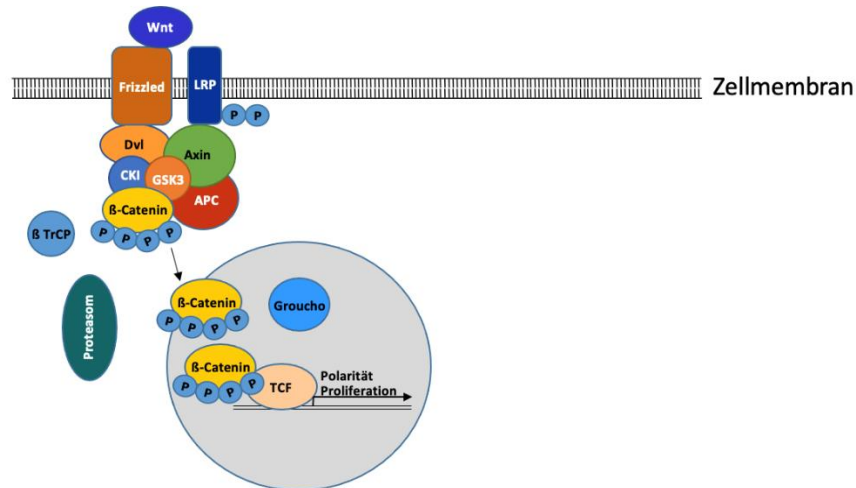 Wnt
Frizzled
LRP
Zellmembran
P P
Dvl
Axin
CKI
GSK3
APC
ß-Catenin
P P P P
ß TrCP
Proteasom
ß-Catenin
P P P P
Groucho
ß-Catenin
P P P P
TCF
Polarität
Proliferation